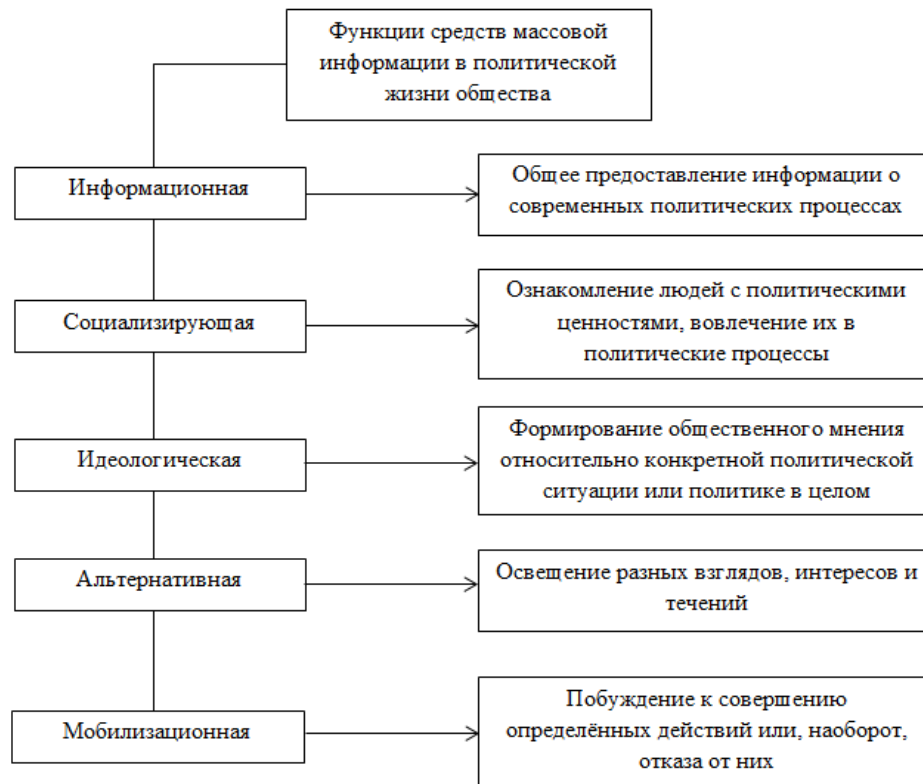 Функции средств массовой
информации в политической
жизни общества
Информационная
Общее предоставление информации о
современных политических процессах
Социализирующая
Ознакомление людей с политическими
ценностями, вовлечение их в
политические процессы
Идеологическая
Формирование общественного мнения
относительно конкретной политической
ситуации или политике в целом
Альтернативная
Освещение разных взглядов, интересов и
течений
Мобилизационная
Побуждение к совершению
определённых действий или, наоборот,
отказа от них